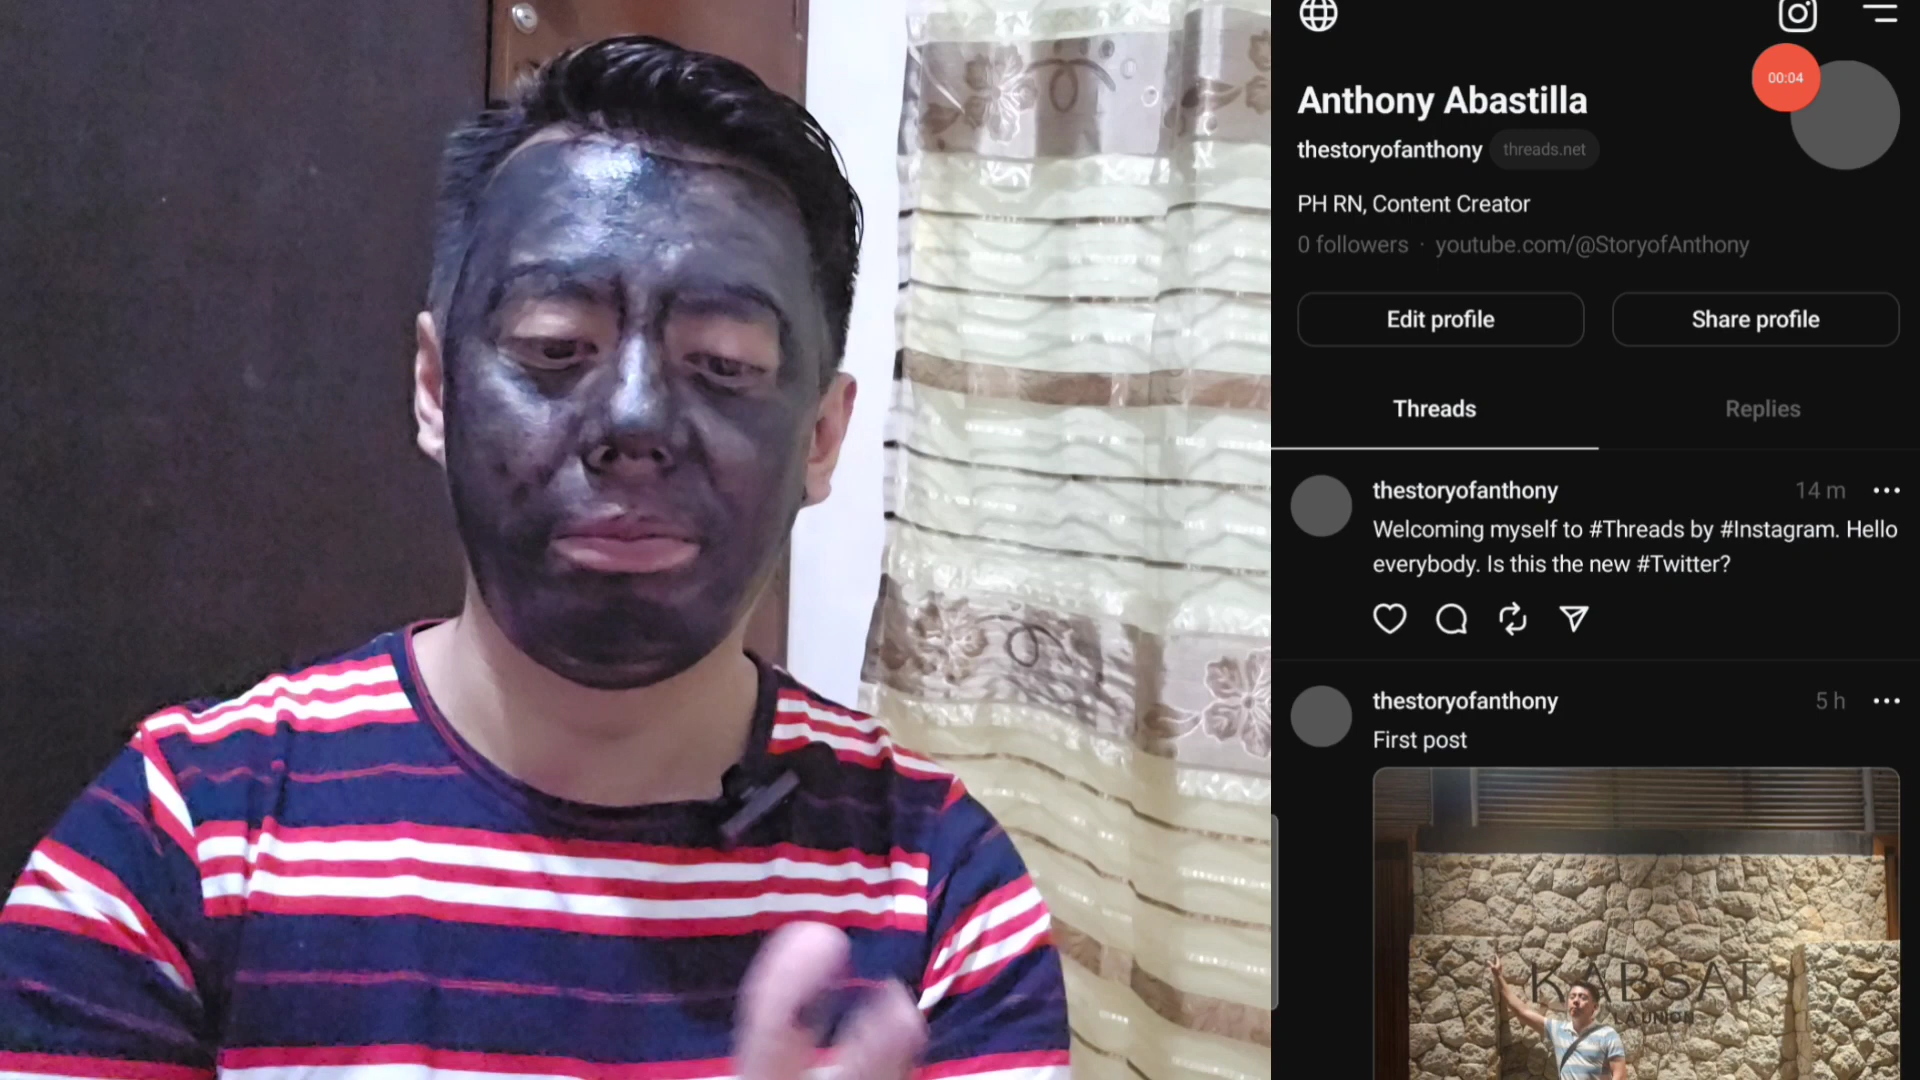 00:04
Anthony Abastilla
thestoryofanthony threads.net
PH RN, Content Creator
0 followers · youtube.com/@StoryofAnthony
Edit profile
Share profile
Threads
Replies
thestoryofanthony 14 m
Welcoming myself to #Threads by #Instagram. Hello
everybody. Is this the new #Twitter?
thestoryofanthony 5 h
First post
KABSAT
LA UNION